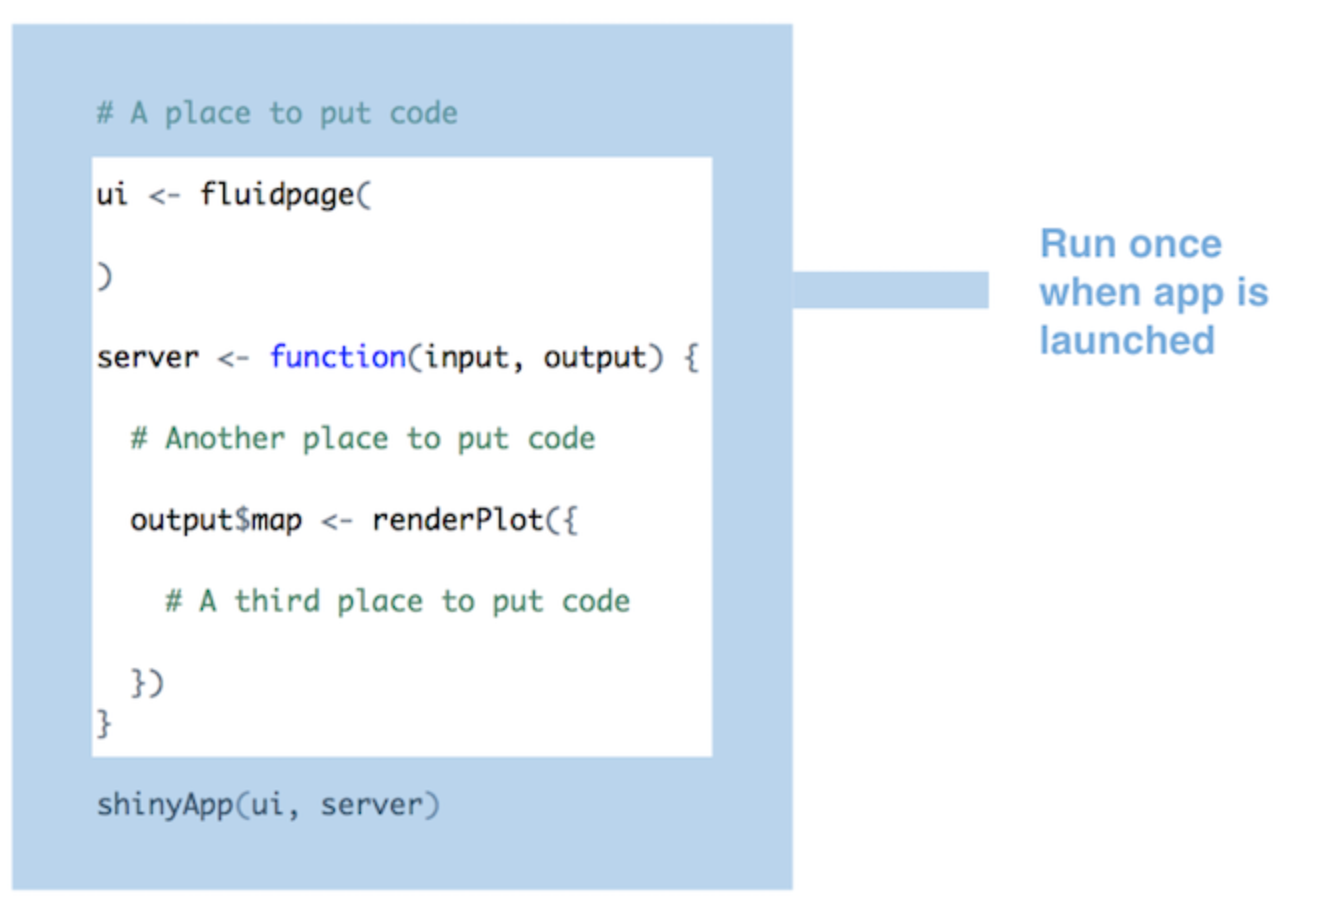 # A place to put code
ui <- fluidpage(
)
server <- function(input, output) {
# Another place to put code
output$map <- renderPlot({
# A third place to put code
})
}
shinyApp(ui, server)
Run once
when app is
launched